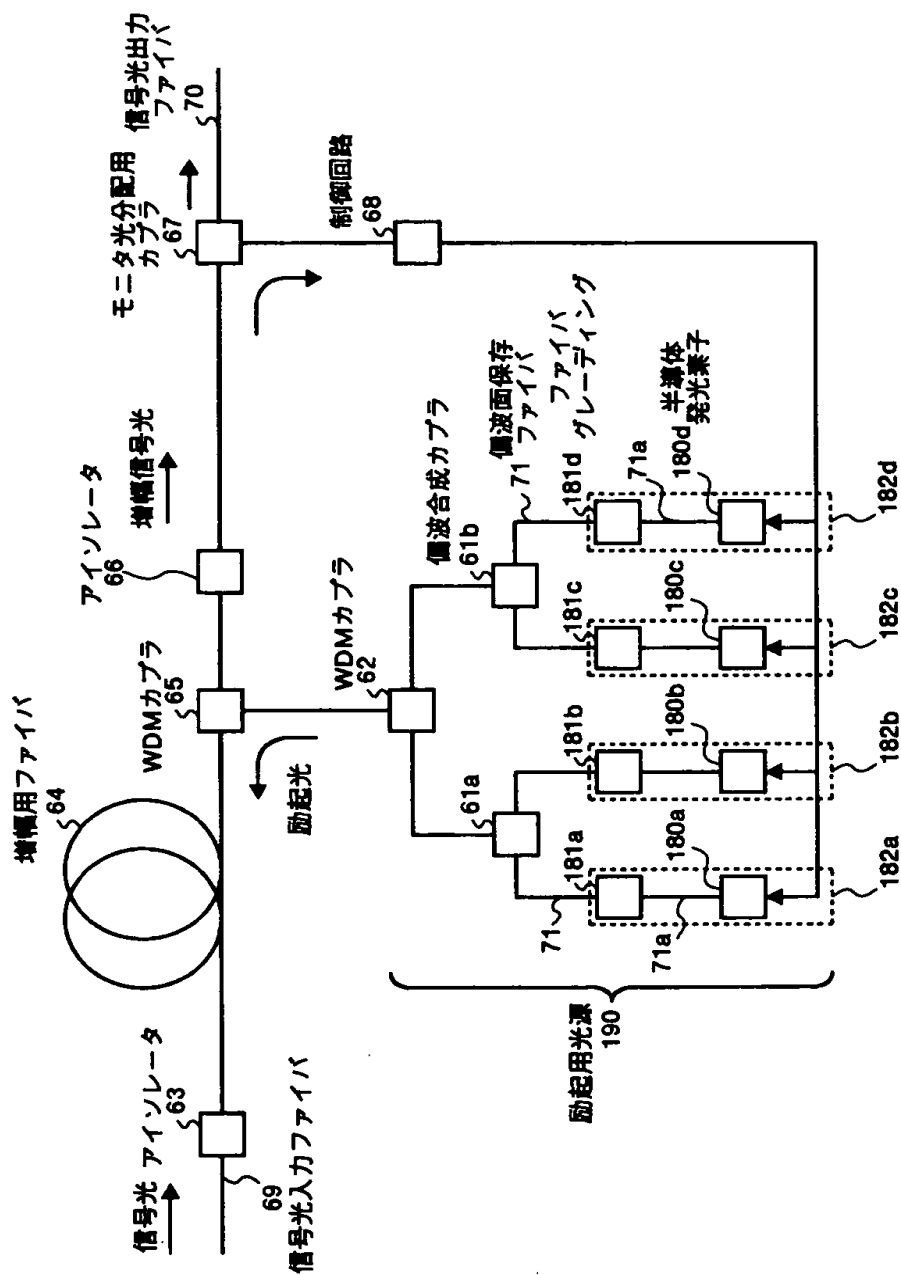 信号光
アイソレータ
63
69
信号光入力ファイバ
増幅用ファイバ
64
WDMカプラ
65
アイソレータ
66
増幅信号光
モニタ光分配用
カプラ
67
信号光出力
ファイバ
70
制御回路
68
励起光
WDMカプラ
62
偏波合成カプラ
61b
61a
偏波面保存
71 ファイバ
ファイバ
グレーディング
半導体
発光素子
71
181a
181b
181c
181d
71a
71a
180a
180b
180c
180d
182a
182b
182c
182d
励起用光源
190